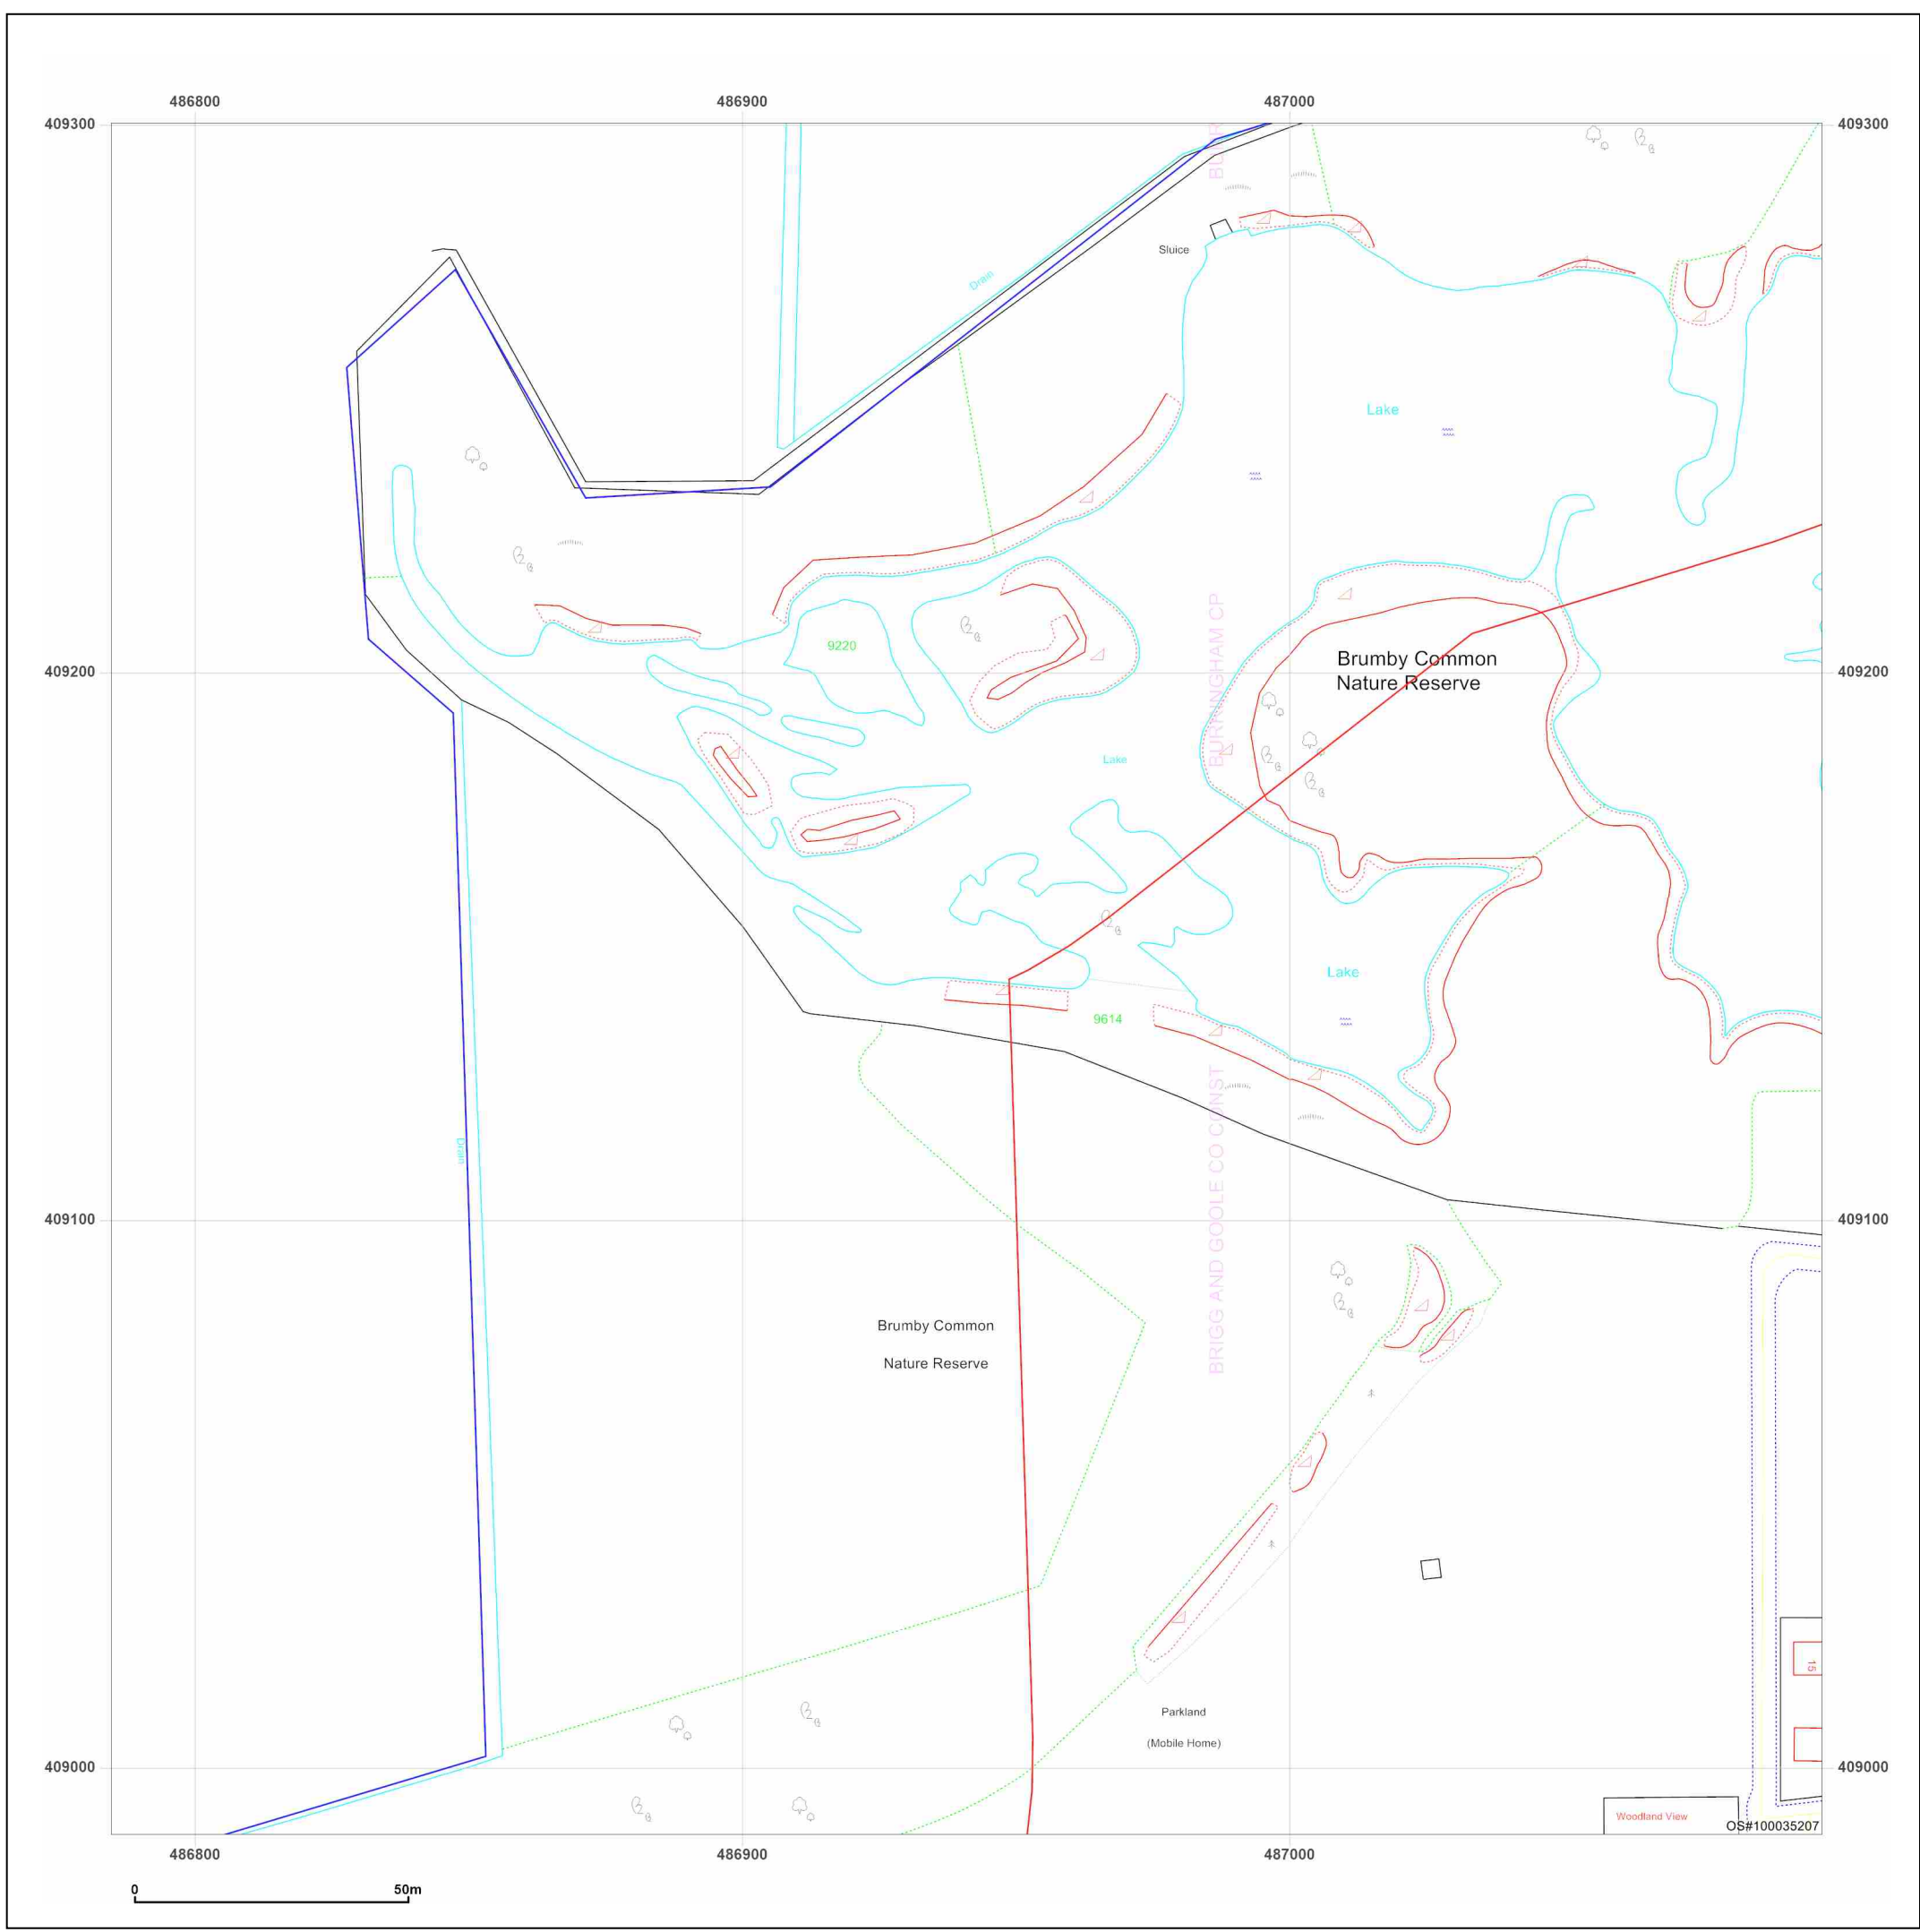 486800
486900
487000
409300
409300
BUR
Sluice
Drain
Lake
9220
BURRINGHAM CP
Brumby Common
Nature Reserve
409200
409200
Lake
Lake
9614
Drain
BRIGG AND GOOLE CO CONST
409100
409100
Brumby Common
Nature Reserve
15
Parkland
(Mobile Home)
409000
409000
Woodland View
OS#100035207
486800
486900
487000
0
50m